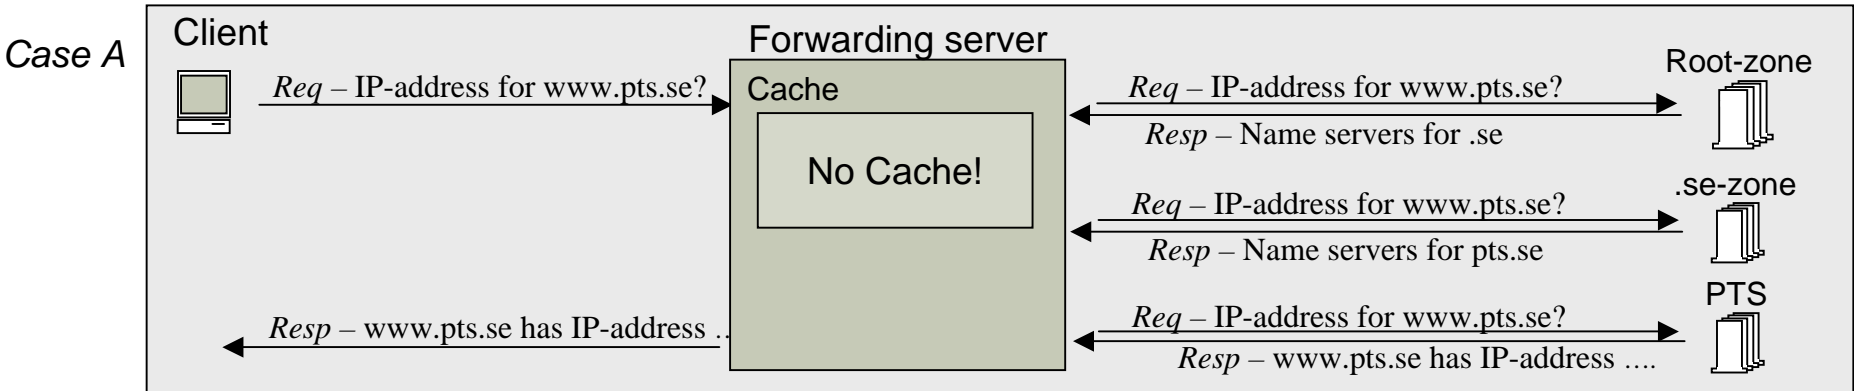 Case A
Client
Forwarding server
Root-zone
Req – IP-address for www.pts.se?
Cache
Req – IP-address for www.pts.se?
Resp – Name servers for .se
No Cache!
.se-zone
Req – IP-address for www.pts.se?
Resp – Name servers for pts.se
PTS
Resp – www.pts.se has IP-address ..
Req – IP-address for www.pts.se?
Resp – www.pts.se has IP-address ....